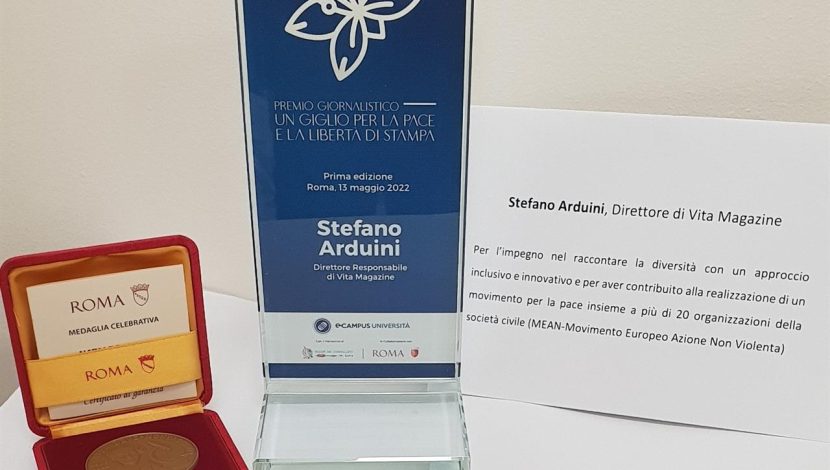 PREMIO GIORNALISTICO
UN GIGLIO PER LA PACE
E LA LIBERTÀ DI STAMPA
Prima edizione
Roma, 13 maggio 2022
Stefano
Arduini
Direttore Responsabile
di Vita Magazine
eCAMPUS UNIVERSITÀ
ROMA
Stefano Arduini, Direttore di Vita Magazine
Per l’impegno nel raccontare la diversità con un approccio
inclusivo e innovativo e per aver contribuito alla realizzazione di un
movimento per la pace insieme a più di 20 organizzazioni della
società civile (MEAN-Movimento Europeo Azione Non Violenta)
ROMA
MEDAGLIA CELEBRATIVA
ROMA
Certificato di garanzia